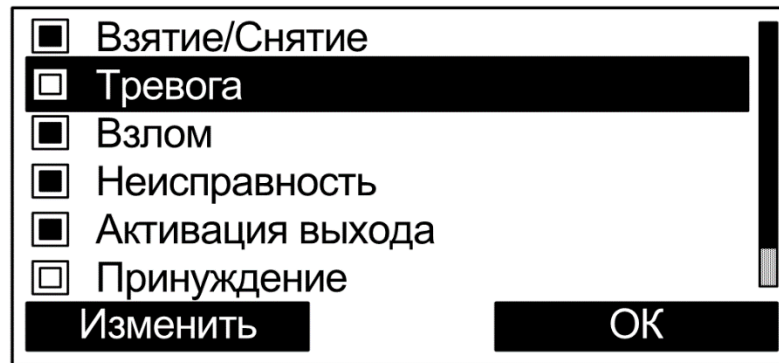 Взятие/Снятие
Тревога
Взлом
Неисправность
Активация выхода
Принуждение
Изменить ОК